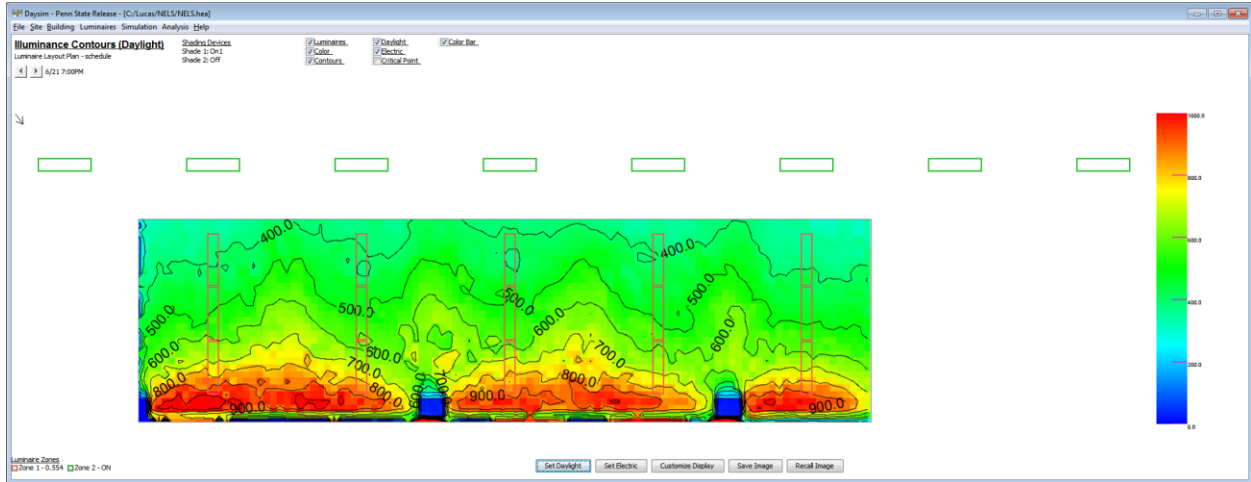 Daysim - Penn State Release - [C:/Lucas/NELS/NELS.hea]
File Site Building Luminaires Simulation Analysis Help
Illuminance Contours (Daylight)
Luminaire Layout Plan - schedule
6/21 7:00PM
Shading Devices
Shade 1: On1
Shade 2: Off
Luminaires Daylight Color Bar
Color Electric
Contours Critical Point
1000.0
800.0
600.0
400.0
200.0
0.0
400.0
400.0
500.0
500.0
500.0
500.0
600.0
600.0
600.0
600.0
600.0
700.0
700.0
700.0
800.0
800.0
800.0
900.0
900.0
900.0
Luminaire Zones
Zone 1 - 0.554 Zone 2 - ON
Set Daylight Set Electric Customize Display Save Image Recall Image